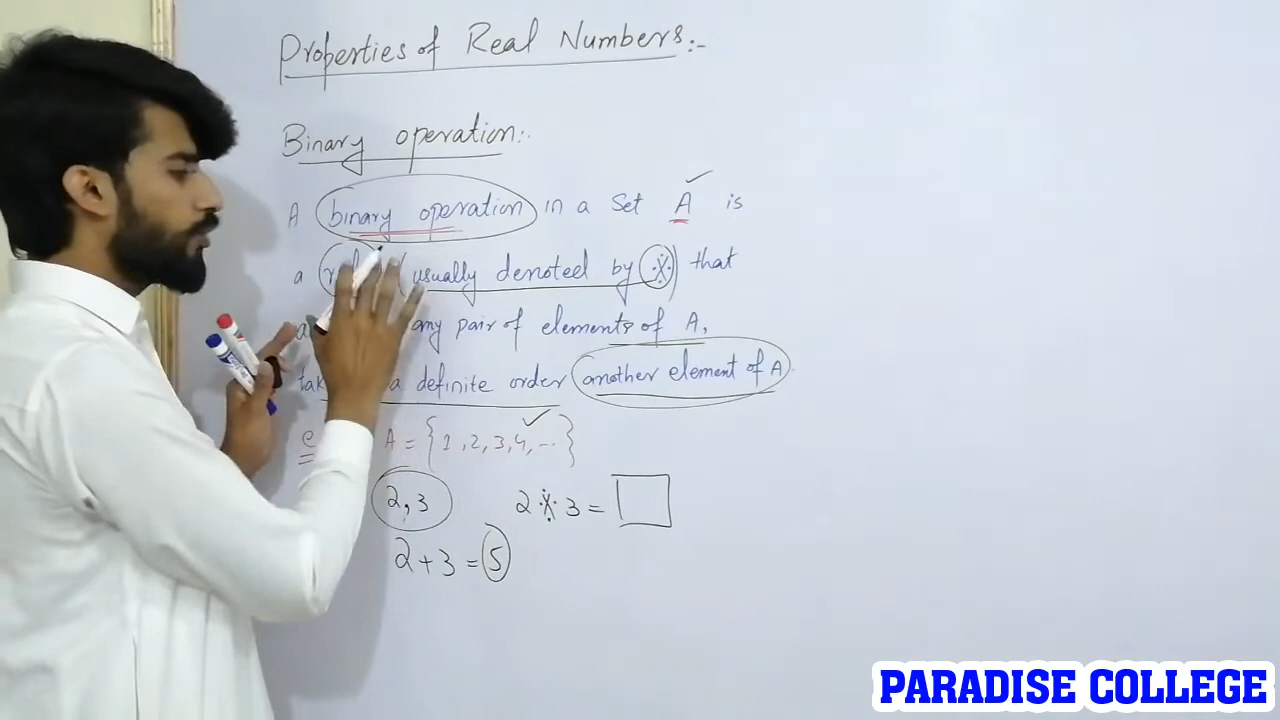 Properties of Real Numbers:-
Binary operation:-
A binary operation in a Set A is
a (usually denoted by ※) that
any pair of elements of A,
a definite order another element of A.
A = {1, 2, 3, 4, ...}
2, 3 2 ※ 3 =
2 + 3 = 5
PARADISE COLLEGE